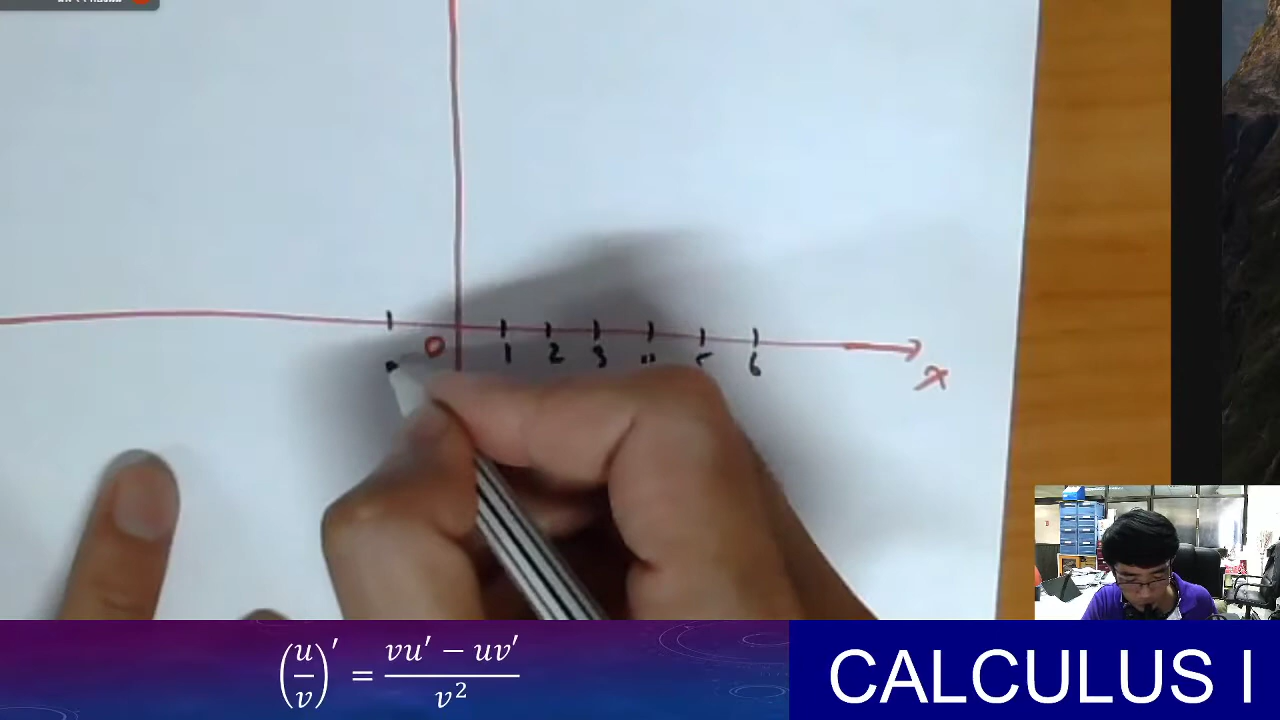 0
1 2 3 6
x
(u/v)′ = (vu′ − uv′)/v²
CALCULUS I